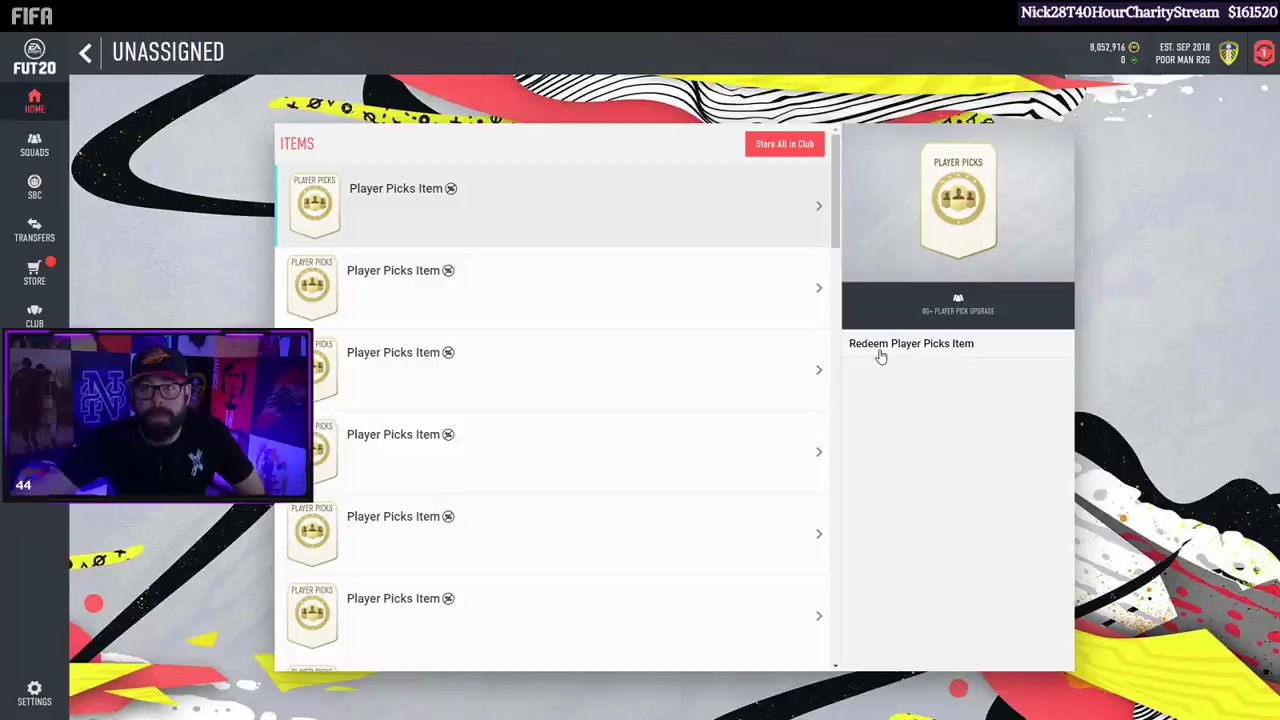 FIFA
Nick28T40HourCharityStream $161520
EA SPORTS
FUT20
UNASSIGNED
8,052,916
0
EST. SEP 2018
POOR MAN R2G
1
HOME
SQUADS
SBC
TRANSFERS
STORE
CLUB
SETTINGS
ITEMS
Store All in Club
PLAYER PICKS
Player Picks Item
PLAYER PICKS
Player Picks Item
Player Picks Item
Player Picks Item
PLAYER PICKS
Player Picks Item
PLAYER PICKS
Player Picks Item
PLAYER PICKS
80+ PLAYER PICK UPGRADE
Redeem Player Picks Item
44